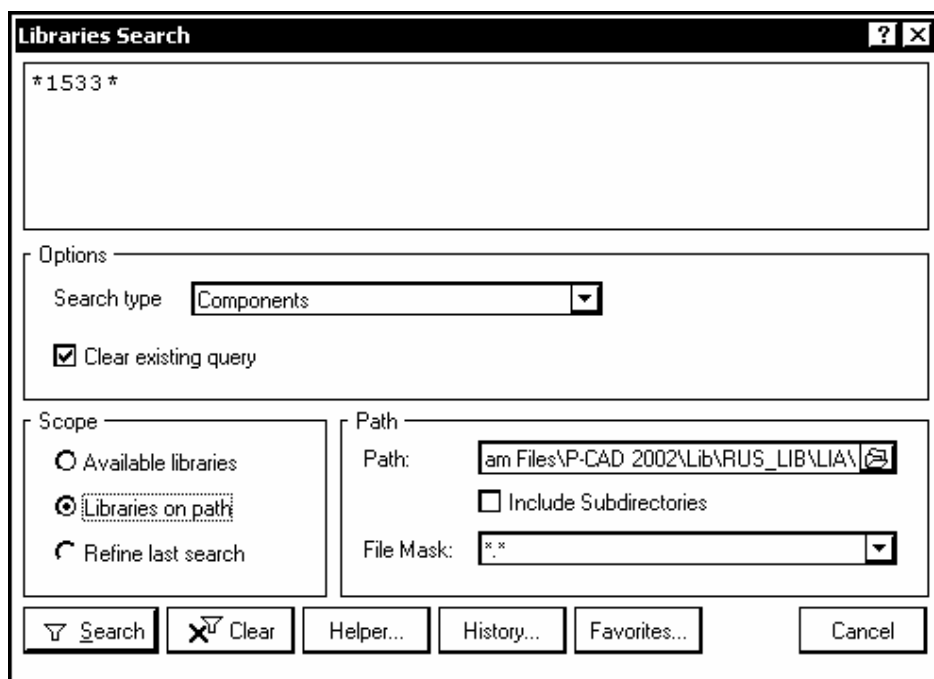 Libraries Search
*1533*
Options
Search type Components
Clear existing query
Scope
Available libraries
Libraries on path
Refine last search
Path
Path: am Files\P-CAD 2002\Lib\RUS_LIB\LIA\
Include Subdirectories
File Mask: *.*
Search Clear Helper... History... Favorites... Cancel